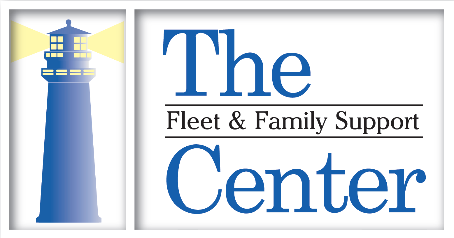 The
Fleet & Family Support
Center